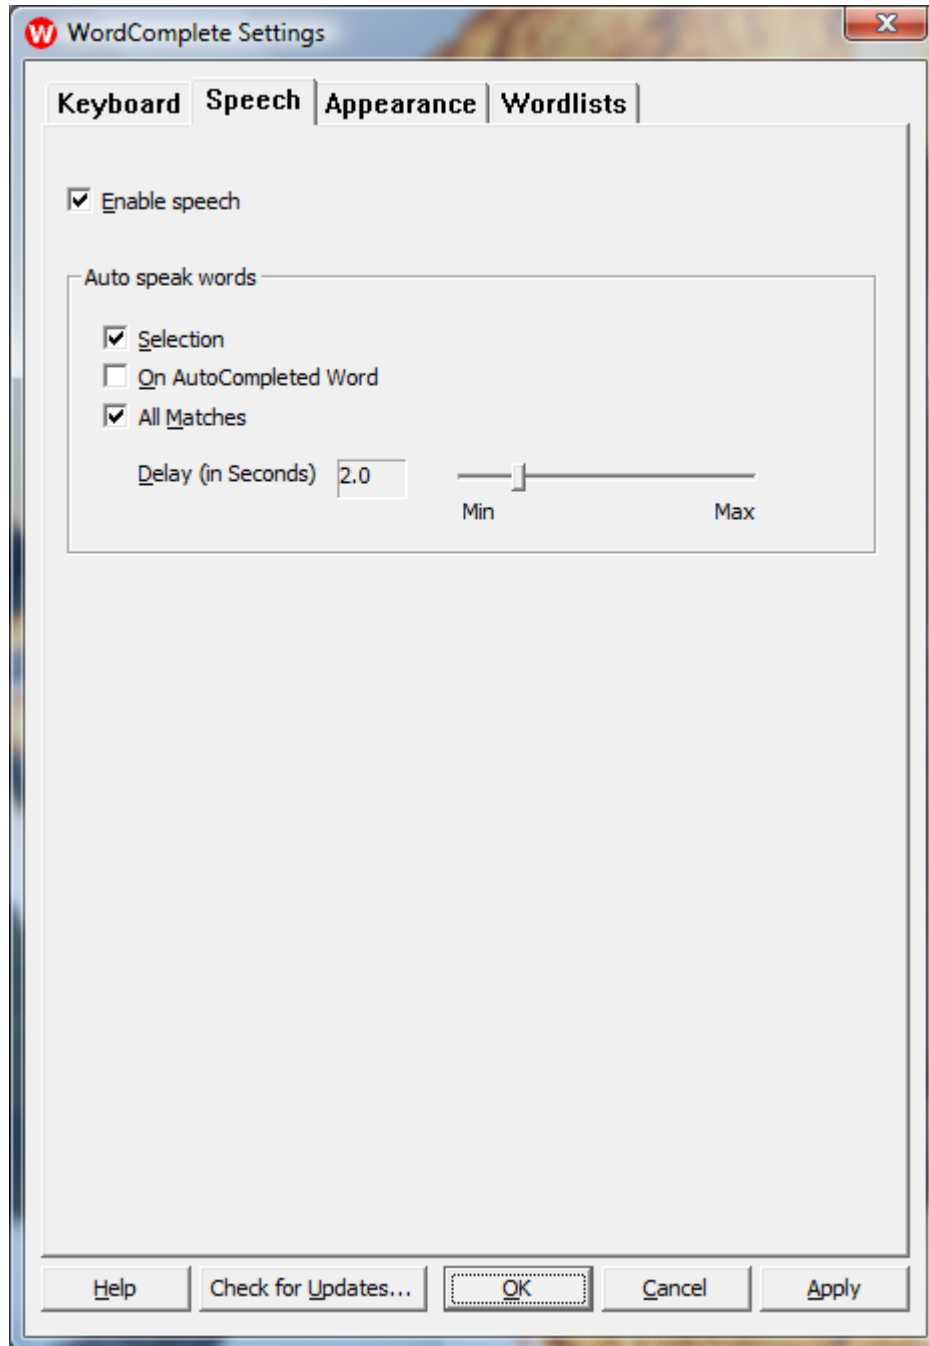 W WordComplete Settings X
Keyboard Speech Appearance Wordlists
Enable speech
Auto speak words
Selection
On AutoCompleted Word
All Matches
Delay (in Seconds) 2.0
Min Max
Help Check for Updates... OK Cancel Apply